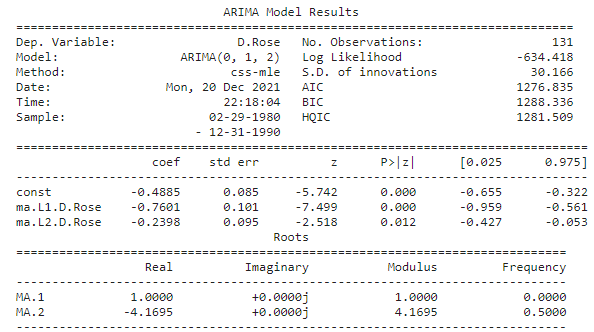 ARIMA Model Results
==============================================================================
Dep. Variable:                 D.Rose   No. Observations:                  131
Model:                 ARIMA(0, 1, 2)   Log Likelihood                -634.418
Method:                       css-mle   S.D. of innovations             30.166
Date:                Mon, 20 Dec 2021   AIC                           1276.835
Time:                        22:18:04   BIC                           1288.336
Sample:                    02-29-1980   HQIC                          1281.509
- 12-31-1990
==============================================================================
coef    std err          z      P>|z|      [0.025      0.975]
------------------------------------------------------------------------------
const           -0.4885      0.085     -5.742      0.000      -0.655      -0.322
ma.L1.D.Rose    -0.7601      0.101     -7.499      0.000      -0.959      -0.561
ma.L2.D.Rose    -0.2398      0.095     -2.518      0.012      -0.427      -0.053
Roots
=============================================================================
Real          Imaginary           Modulus         Frequency
-----------------------------------------------------------------------------
MA.1            1.0000           +0.0000j            1.0000            0.0000
MA.2           -4.1695           +0.0000j            4.1695            0.5000
-----------------------------------------------------------------------------